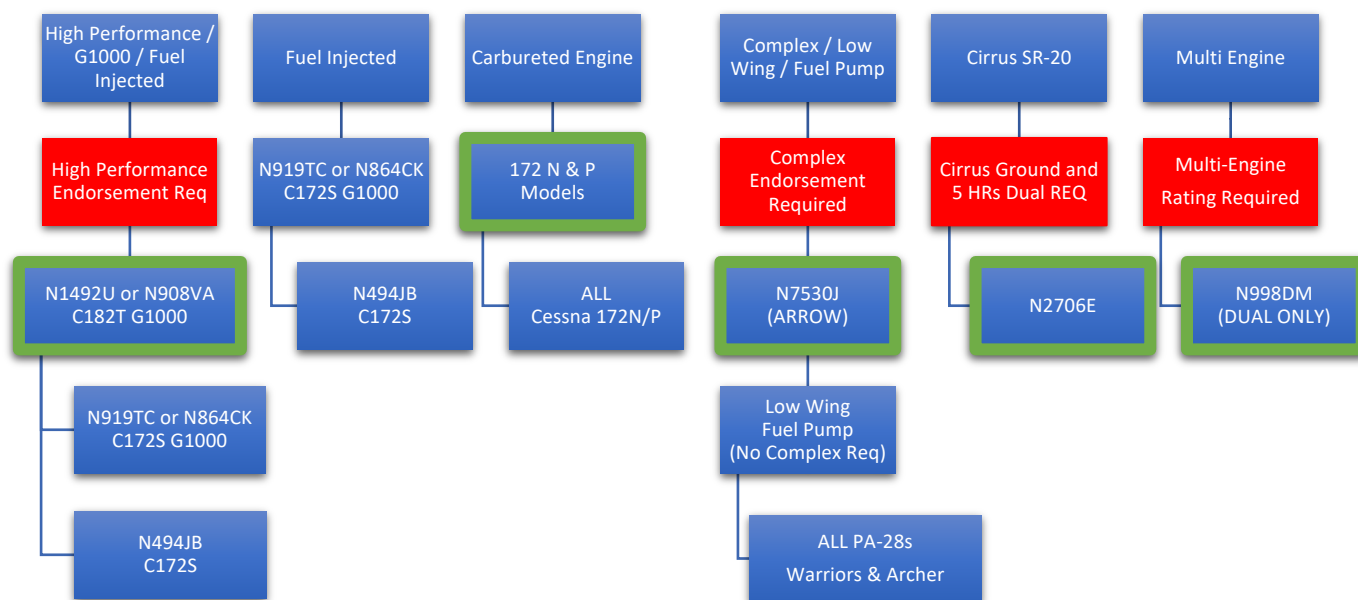 High Performance /
G1000 / Fuel
Injected
Fuel Injected
Carbureted Engine
Complex / Low
Wing / Fuel Pump
Cirrus SR-20
Multi Engine
High Performance
Endorsement Req
N919TC or N864CK
C172S G1000
172 N & P
Models
Complex
Endorsement
Required
Cirrus Ground and
5 HRs Dual REQ
Multi-Engine
Rating Required
N1492U or N908VA
C182T G1000
N494JB
C172S
ALL
Cessna 172N/P
N7530J
(ARROW)
N2706E
N998DM
(DUAL ONLY)
N919TC or N864CK
C172S G1000
Low Wing
Fuel Pump
(No Complex Req)
N494JB
C172S
ALL PA-28s
Warriors & Archer